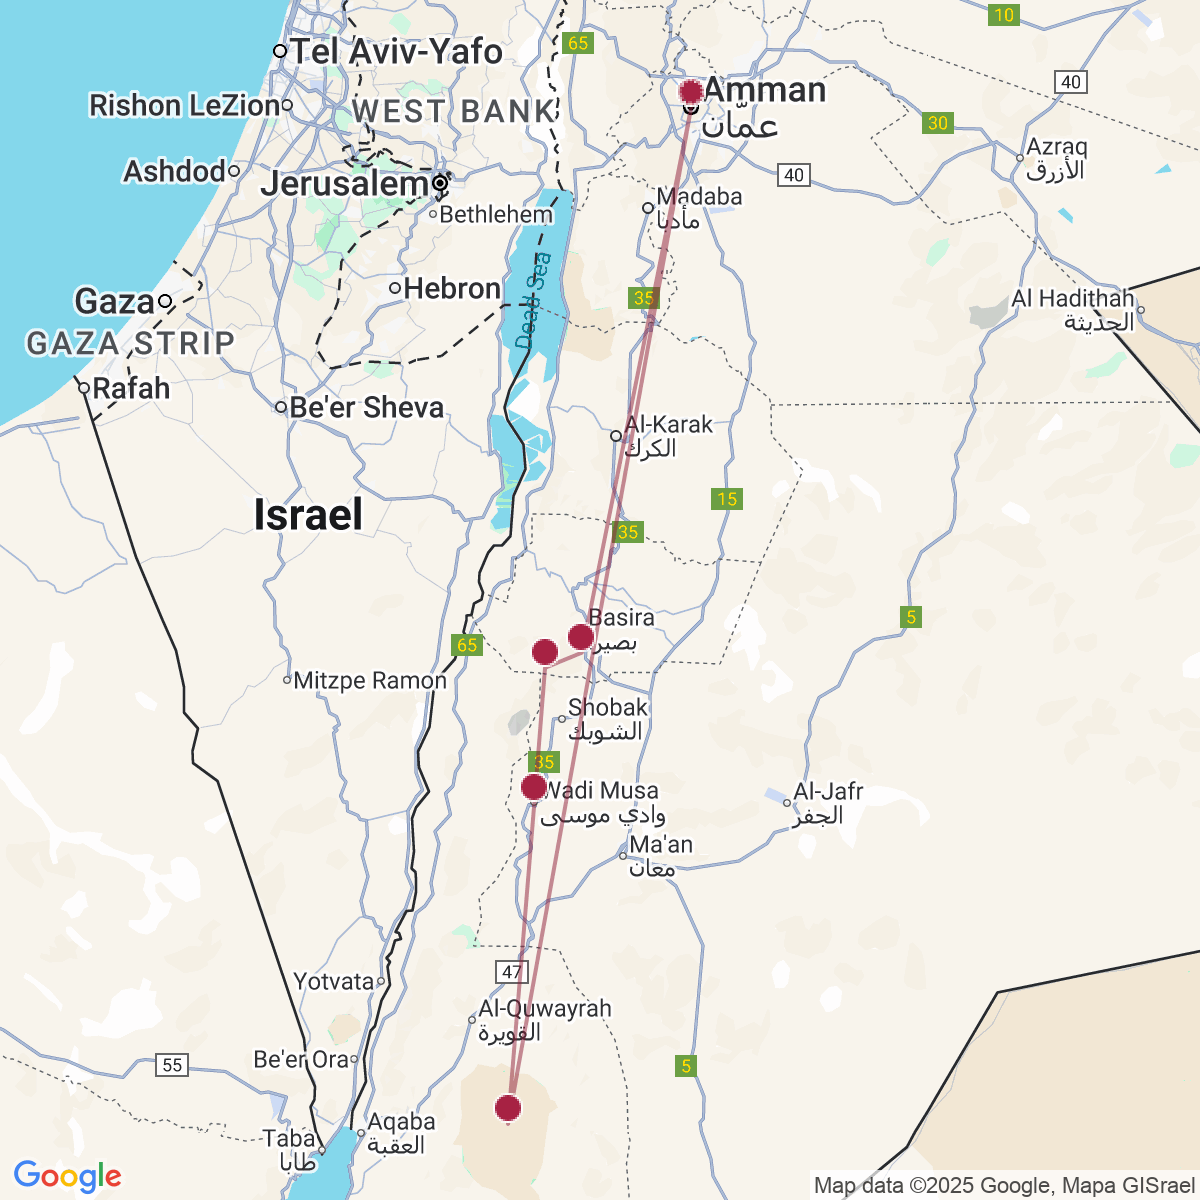 10
Tel Aviv-Yafo
65
Rishon LeZion
WEST BANK
Amman
عمّان
40
30
Azraq
الأزرق
Ashdod
Jerusalem
40
Bethlehem
Madaba
مأدبا
Dead Sea
Hebron
Gaza
GAZA STRIP
35
Al Hadithah
الحديثة
Rafah
Be'er Sheva
Al-Karak
الكرك
Israel
15
35
Basira
بصير
5
65
Mitzpe Ramon
Shobak
الشوبك
35
Wadi Musa
وادي موسى
Al-Jafr
الجفر
Ma'an
معان
47
Yotvata
Al-Quwayrah
القويرة
55
Be'er Ora
5
Aqaba
العقبة
Taba
طابا
Google
Map data ©2025 Google, Mapa GISrael